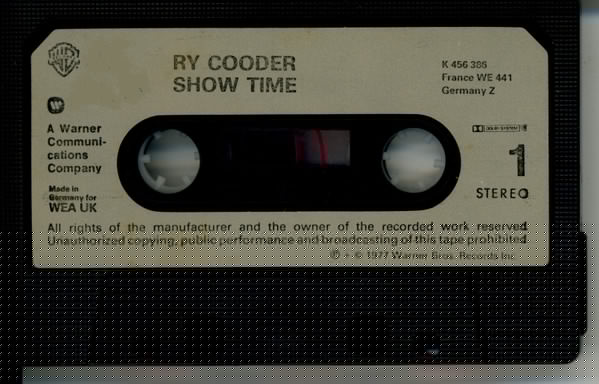 RY COODER
SHOW TIME
K 456 386
France WE 441
Germany Z
A Warner
Communi-
cations
Company
Made in
Germany for
WEA UK
DOLBY SYSTEM
1
STEREO
All rights of the manufacturer and the owner of the recorded work reserved
Unauthorized copying, public performance and broadcasting of this tape prohibited
℗ + © 1977 Warner Bros. Records Inc.